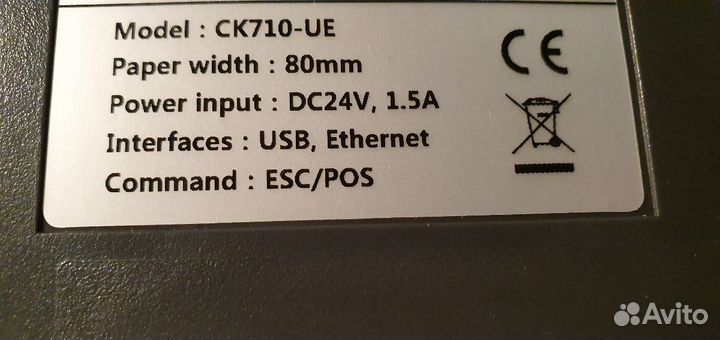 Model : CK710-UE
Paper width : 80mm
Power input : DC24V, 1.5A
Interfaces : USB, Ethernet
Command : ESC/POS
CE
Avito